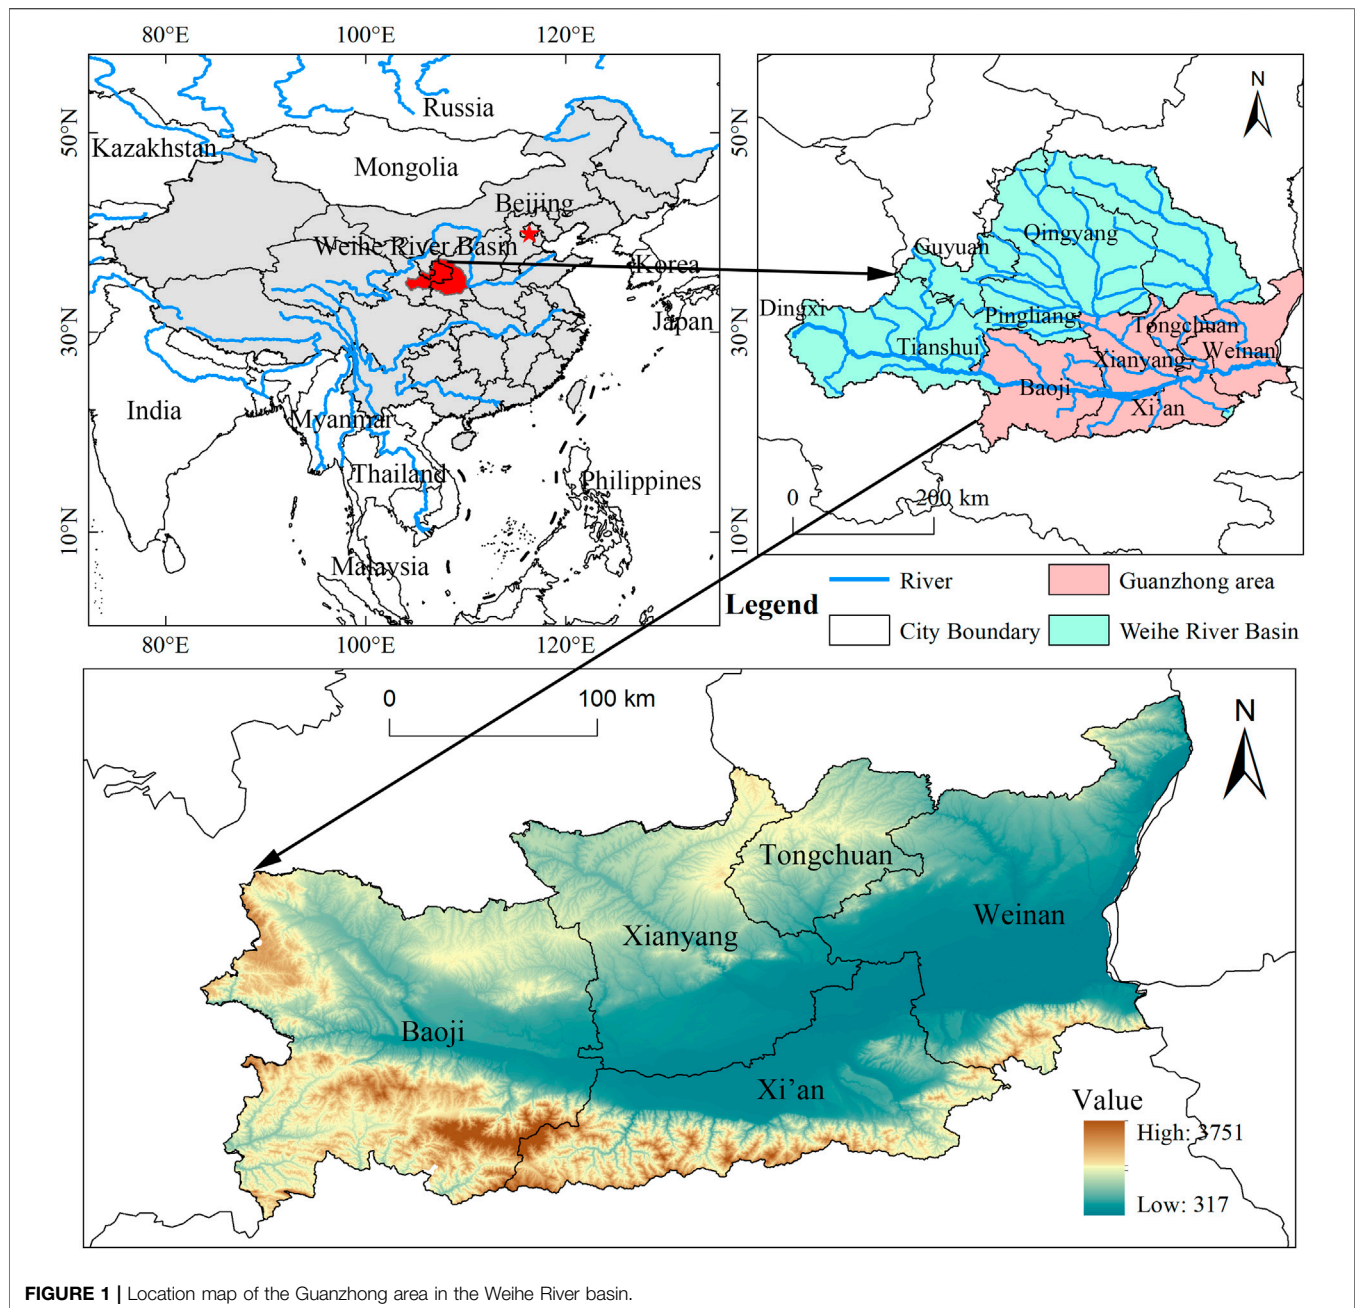 80°E 100°E 120°E
50°N
30°N
10°N
Russia
Kazakhstan
Mongolia
Beijing
Weihe River Basin
Korea
Japan
India
Myanmar
Thailand
Philippines
Malaysia
80°E 100°E 120°E
50°N
30°N
10°N
N
Qingyang
Guyuan
Dingxi
Pingliang
Tongchuan
Tianshui
Xianyang
Weinan
Baoji
Xi'an
0 200 km
Legend
River
Guanzhong area
City Boundary
Weihe River Basin
0 100 km
N
Tongchuan
Weinan
Xianyang
Baoji
Xi'an
Value
High: 3751
Low: 317
FIGURE 1 | Location map of the Guanzhong area in the Weihe River basin.